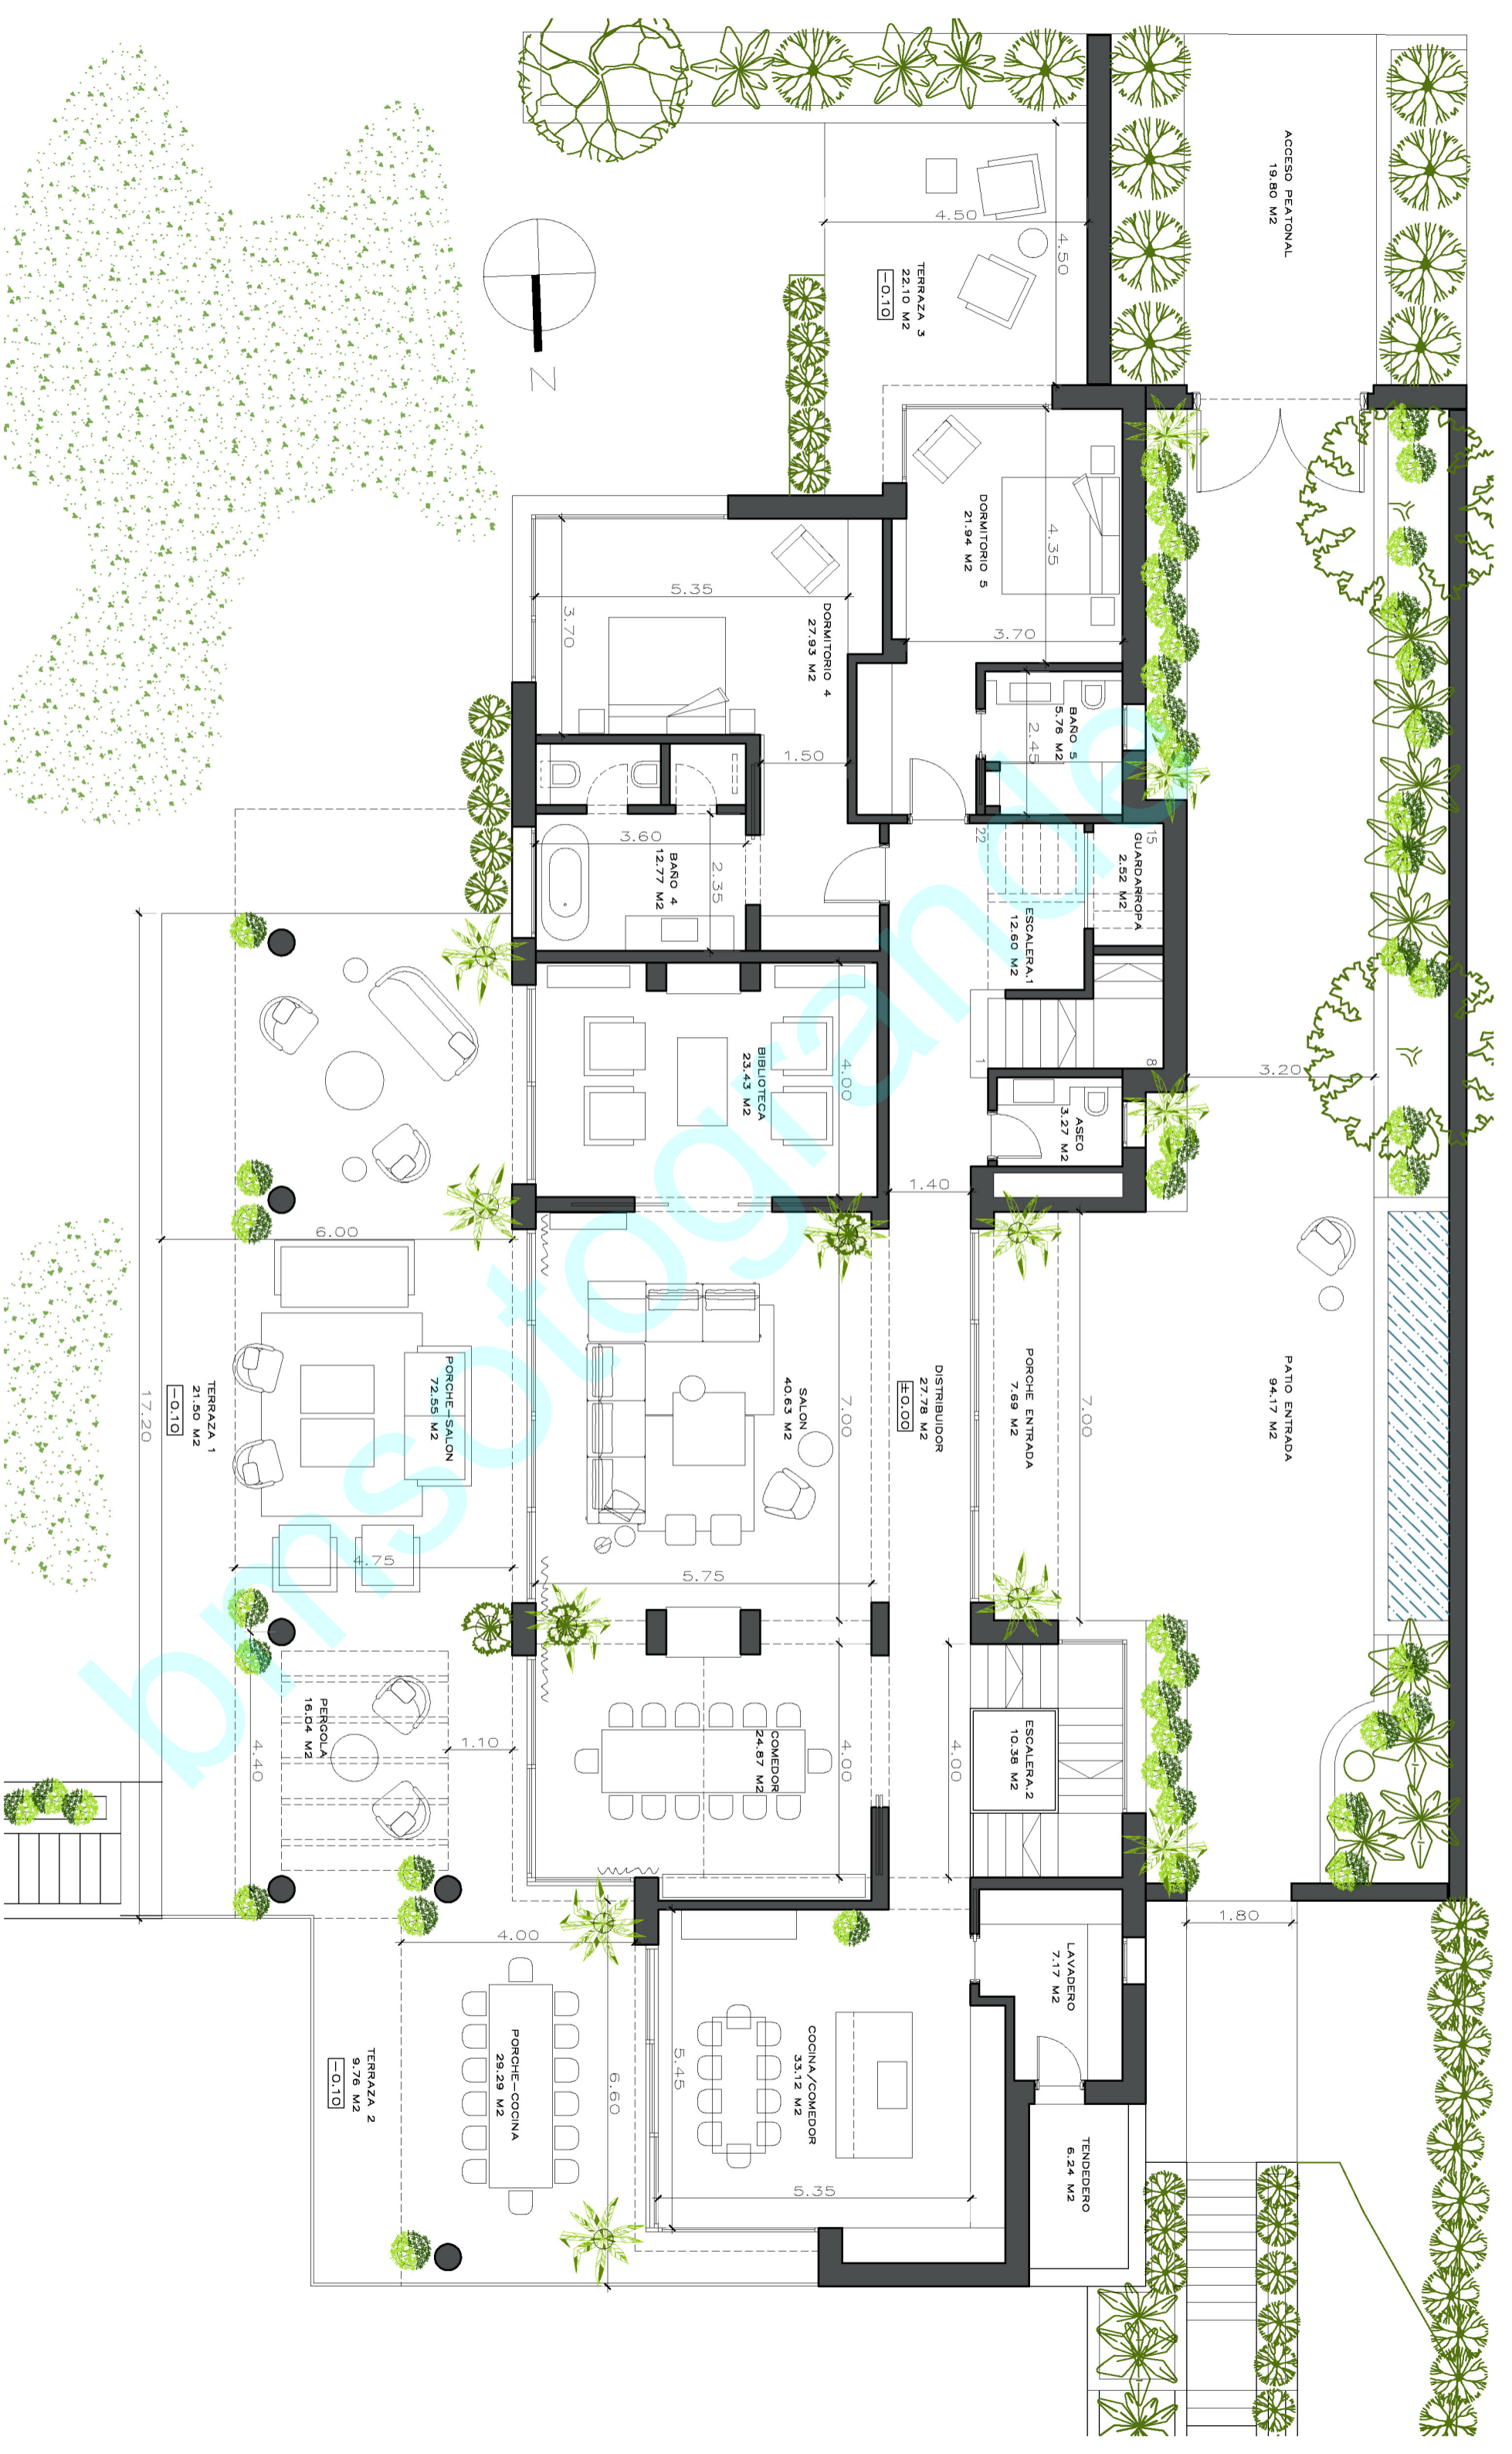 ACCESO PEATONAL
19.80 M2
4.50
4.50
TERRAZA 3
22.10 M2
-0.10
N
DORMITORIO 5
21.94 M2
4.35
3.70
5.35
3.70
DORMITORIO 4
27.93 M2
BAÑO 5
5.76 M2
2.45
1.50
22
15
GUARDARROPA
2.52 M2
3.60
2.35
BAÑO 4
12.77 M2
ESCALERA.1
12.60 M2
1
8
3.20
BIBLIOTECA
23.43 M2
4.00
ASEO
3.27 M2
1.40
6.00
17.20
TERRAZA 1
21.50 M2
-0.10
PORCHE-SALON
72.55 M2
4.75
SALON
40.63 M2
7.00
5.75
DISTRIBUIDOR
27.78 M2
±0.00
PORCHE ENTRADA
7.69 M2
7.00
PATIO ENTRADA
94.17 M2
PERGOLA
16.04 M2
4.40
1.10
COMEDOR
24.87 M2
4.00
4.00
ESCALERA.2
10.38 M2
1.80
4.00
LAVADERO
7.17 M2
TERRAZA 2
9.76 M2
-0.10
PORCHE-COCINA
29.29 M2
6.60
5.45
COCINA/COMEDOR
33.12 M2
5.35
TENDEDERO
6.24 M2
bmsotogrande